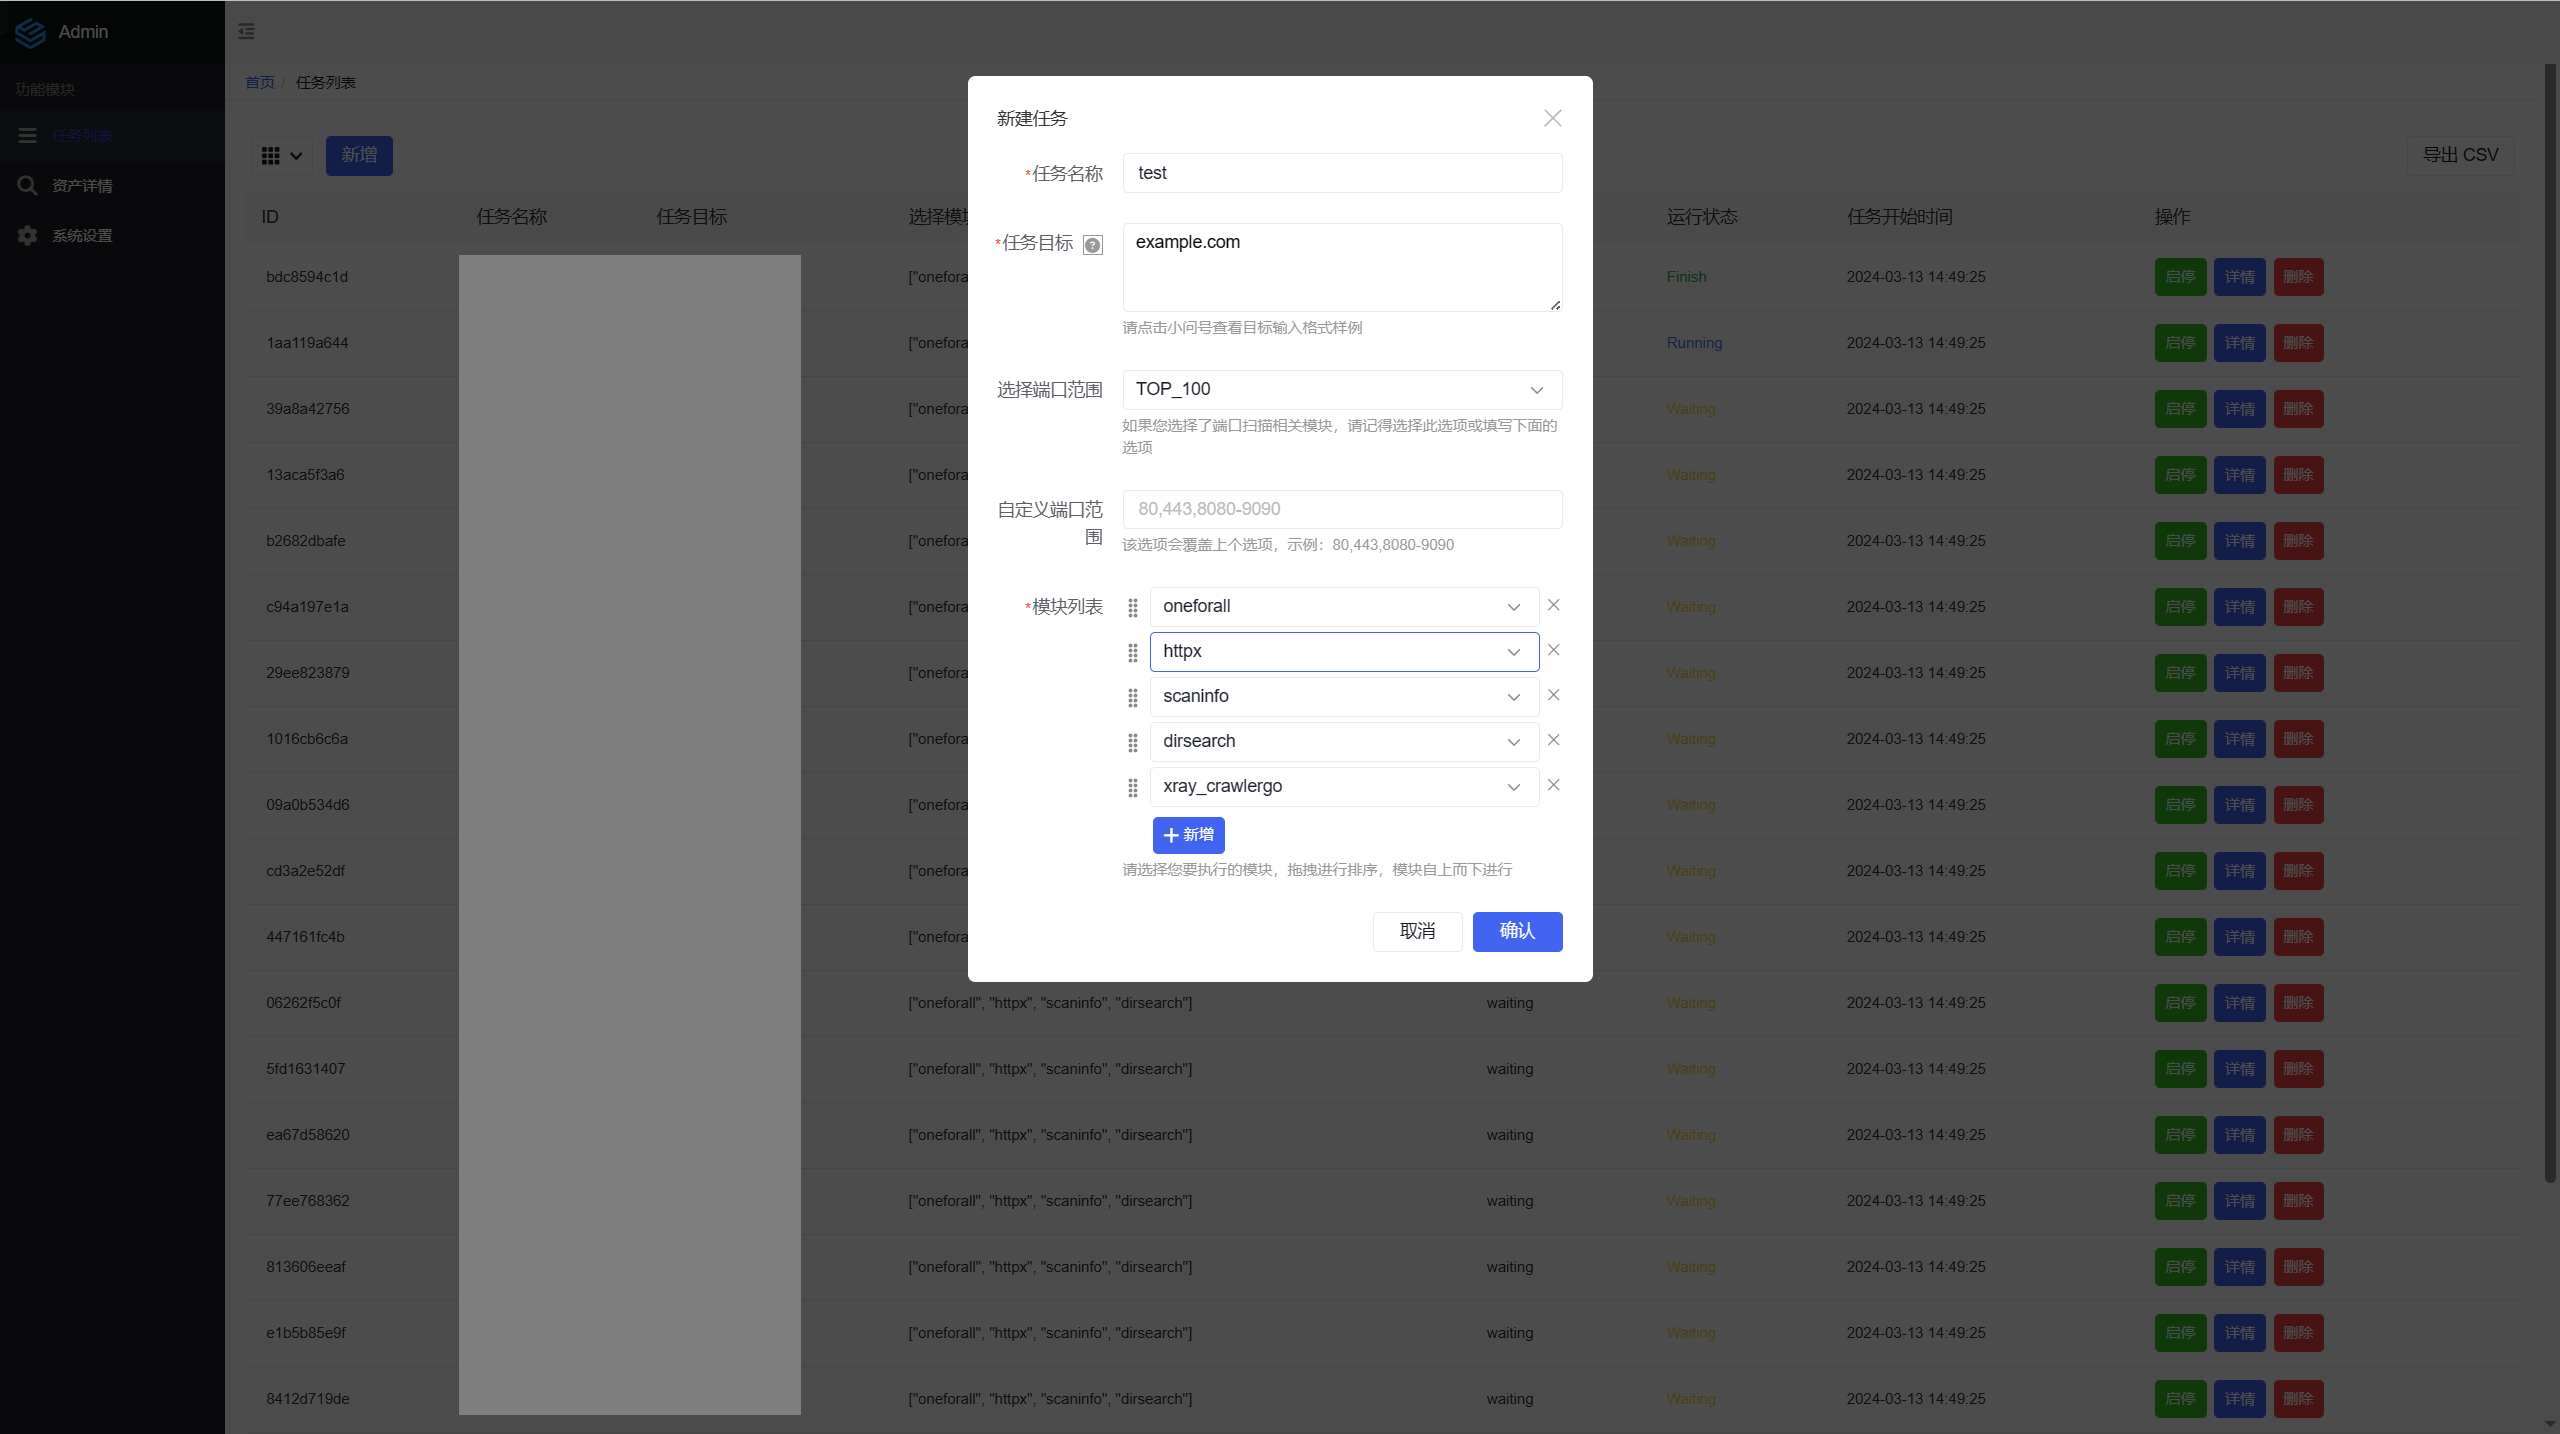 Admin
功能模块
任务列表
资产详情
系统设置
首页 / 任务列表
新增
导出 CSV
ID 任务名称 任务目标 选择模块 运行状态 任务开始时间 操作
bdc8594c1d ["onefora Finish 2024-03-13 14:49:25 启停 详情 删除
1aa119a644 ["onefora Running 2024-03-13 14:49:25 启停 详情 删除
39a8a42756 ["onefora Waiting 2024-03-13 14:49:25 启停 详情 删除
13aca5f3a6 ["onefora Waiting 2024-03-13 14:49:25 启停 详情 删除
b2682dbafe ["onefora Waiting 2024-03-13 14:49:25 启停 详情 删除
c94a197e1a ["onefora Waiting 2024-03-13 14:49:25 启停 详情 删除
29ee823879 ["onefora Waiting 2024-03-13 14:49:25 启停 详情 删除
1016cb6c6a ["onefora Waiting 2024-03-13 14:49:25 启停 详情 删除
09a0b534d6 ["onefora Waiting 2024-03-13 14:49:25 启停 详情 删除
cd3a2e52df ["onefora Waiting 2024-03-13 14:49:25 启停 详情 删除
447161fc4b ["onefora Waiting 2024-03-13 14:49:25 启停 详情 删除
06262f5c0f ["oneforall", "httpx", "scaninfo", "dirsearch"] waiting Waiting 2024-03-13 14:49:25 启停 详情 删除
5fd1631407 ["oneforall", "httpx", "scaninfo", "dirsearch"] waiting Waiting 2024-03-13 14:49:25 启停 详情 删除
ea67d58620 ["oneforall", "httpx", "scaninfo", "dirsearch"] waiting Waiting 2024-03-13 14:49:25 启停 详情 删除
77ee768362 ["oneforall", "httpx", "scaninfo", "dirsearch"] waiting Waiting 2024-03-13 14:49:25 启停 详情 删除
813606eeaf ["oneforall", "httpx", "scaninfo", "dirsearch"] waiting Waiting 2024-03-13 14:49:25 启停 详情 删除
e1b5b85e9f ["oneforall", "httpx", "scaninfo", "dirsearch"] waiting Waiting 2024-03-13 14:49:25 启停 详情 删除
8412d719de ["oneforall", "httpx", "scaninfo", "dirsearch"] waiting Waiting 2024-03-13 14:49:25 启停 详情 删除
新建任务
*任务名称 test
*任务目标 ? example.com
请点击小问号查看目标输入格式样例
选择端口范围 TOP_100
如果您选择了端口扫描相关模块，请记得选择此选项或填写下面的
选项
自定义端口范 80,443,8080-9090
围
该选项会覆盖上个选项，示例：80,443,8080-9090
*模块列表 oneforall
httpx
scaninfo
dirsearch
xray_crawlergo
+ 新增
请选择您要执行的模块，拖拽进行排序，模块自上而下进行
取消 确认